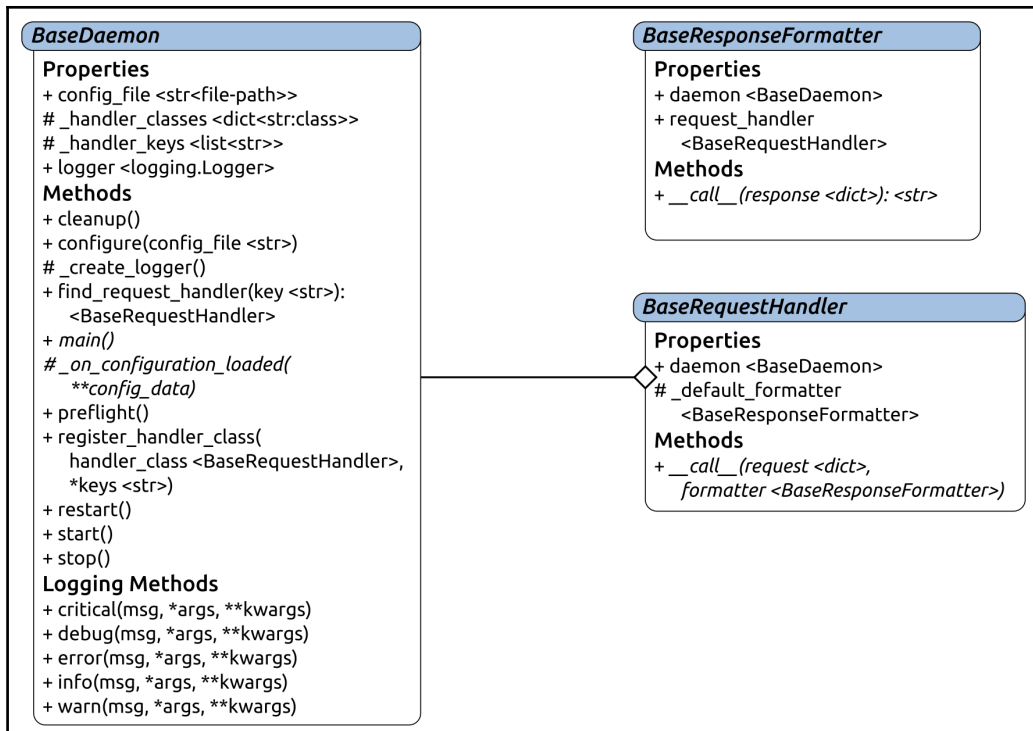 BaseDaemon
Properties
+ config_file <str<file-path>>
# _handler_classes <dict<str:class>>
# _handler_keys <list<str>>
+ logger <logging.Logger>
Methods
+ cleanup()
+ configure(config_file <str>)
# _create_logger()
+ find_request_handler(key <str>):
<BaseRequestHandler>
+ main()
# _on_configuration_loaded(
**config_data)
+ preflight()
+ register_handler_class(
handler_class <BaseRequestHandler>,
*keys <str>)
+ restart()
+ start()
+ stop()
Logging Methods
+ critical(msg, *args, **kwargs)
+ debug(msg, *args, **kwargs)
+ error(msg, *args, **kwargs)
+ info(msg, *args, **kwargs)
+ warn(msg, *args, **kwargs)
BaseResponseFormatter
Properties
+ daemon <BaseDaemon>
+ request_handler
<BaseRequestHandler>
Methods
+ __call__(response <dict>): <str>
BaseRequestHandler
Properties
+ daemon <BaseDaemon>
# _default_formatter
<BaseResponseFormatter>
Methods
+ __call__(request <dict>,
formatter <BaseResponseFormatter>)